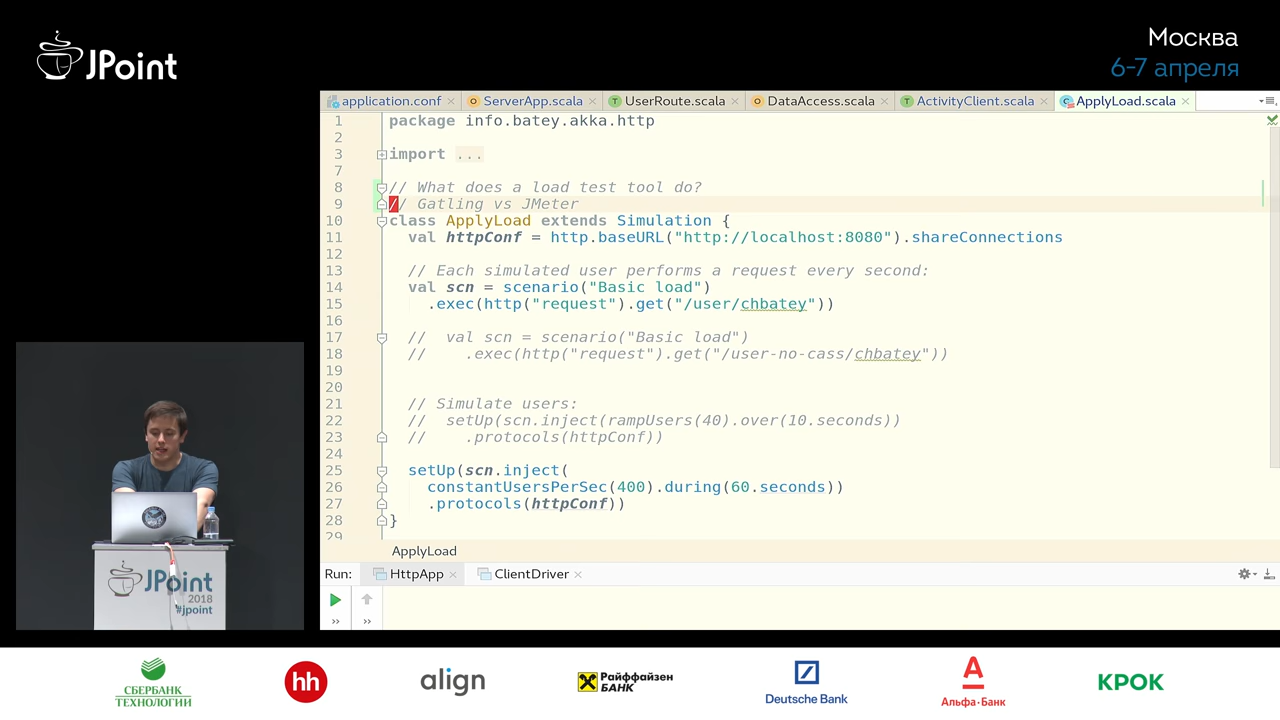 JPoint
Москва
6-7 апреля
application.conf ServerApp.scala UserRoute.scala DataAccess.scala ActivityClient.scala ApplyLoad.scala
1 package info.batey.akka.http
2
3 import ...
7
8 // What does a load test tool do?
9 // Gatling vs JMeter
10 class ApplyLoad extends Simulation {
11 val httpConf = http.baseURL("http://localhost:8080").shareConnections
12
13 // Each simulated user performs a request every second:
14 val scn = scenario("Basic load")
15 .exec(http("request").get("/user/chbatey"))
16
17 // val scn = scenario("Basic load")
18 // .exec(http("request").get("/user-no-cass/chbatey"))
19
20
21 // Simulate users:
22 // setUp(scn.inject(rampUsers(40).over(10.seconds))
23 // .protocols(httpConf))
24
25 setUp(scn.inject(
26 constantUsersPerSec(400).during(60.seconds))
27 .protocols(httpConf))
28 }
29
ApplyLoad
Run: HttpApp ClientDriver
JPoint
2018
#jpoint
СБЕРБАНК
ТЕХНОЛОГИИ
hh
align
Райффайзен
БАНК
Deutsche Bank
Альфа·Банк
КРОК